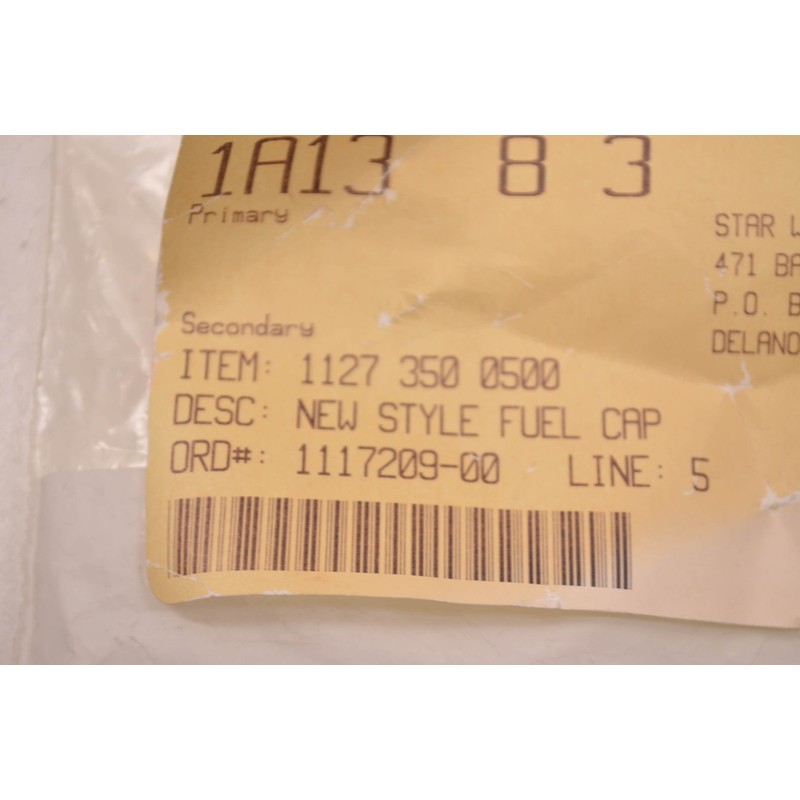 1A13 8 3
Primary
STAR
471
P.O.
DELANO
Secondary
ITEM: 1127 350 0500
DESC: NEW STYLE FUEL CAP
ORD#: 1117209-00 LINE: 5